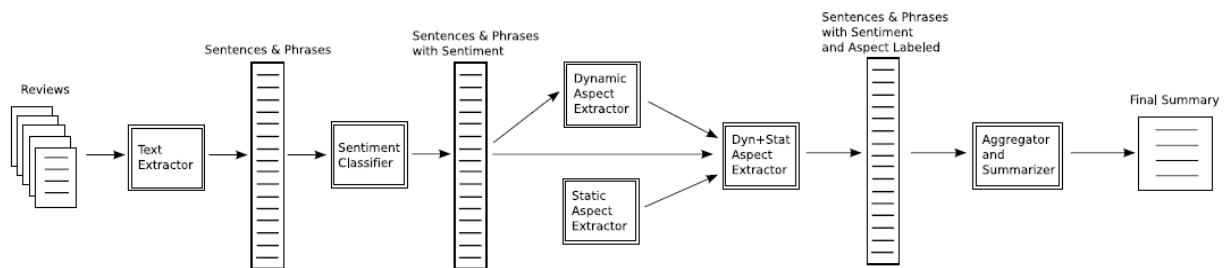 Reviews
Text
Extractor
Sentences & Phrases
Sentiment
Classifier
Sentences & Phrases
with Sentiment
Dynamic
Aspect
Extractor
Static
Aspect
Extractor
Dyn+Stat
Aspect
Extractor
Sentences & Phrases
with Sentiment
and Aspect Labeled
Aggregator
and
Summarizer
Final Summary